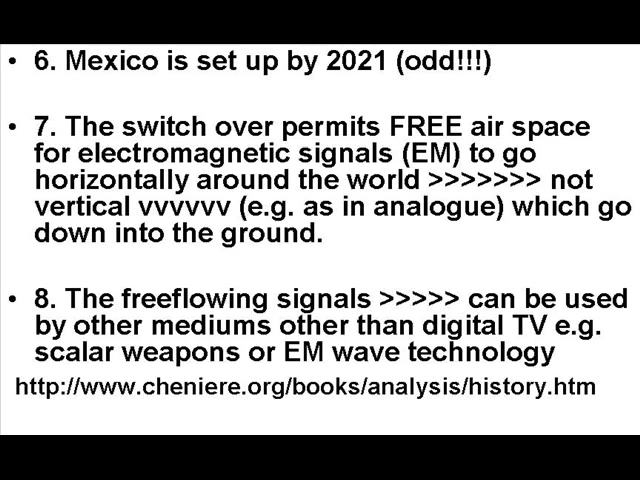 • 6. Mexico is set up by 2021 (odd!!!)
• 7. The switch over permits FREE air space
for electromagnetic signals (EM) to go
horizontally around the world >>>>>>> not
vertical vvvvvv (e.g. as in analogue) which go
down into the ground.
• 8. The freeflowing signals >>>>> can be used
by other mediums other than digital TV e.g.
scalar weapons or EM wave technology
http://www.cheniere.org/books/analysis/history.htm